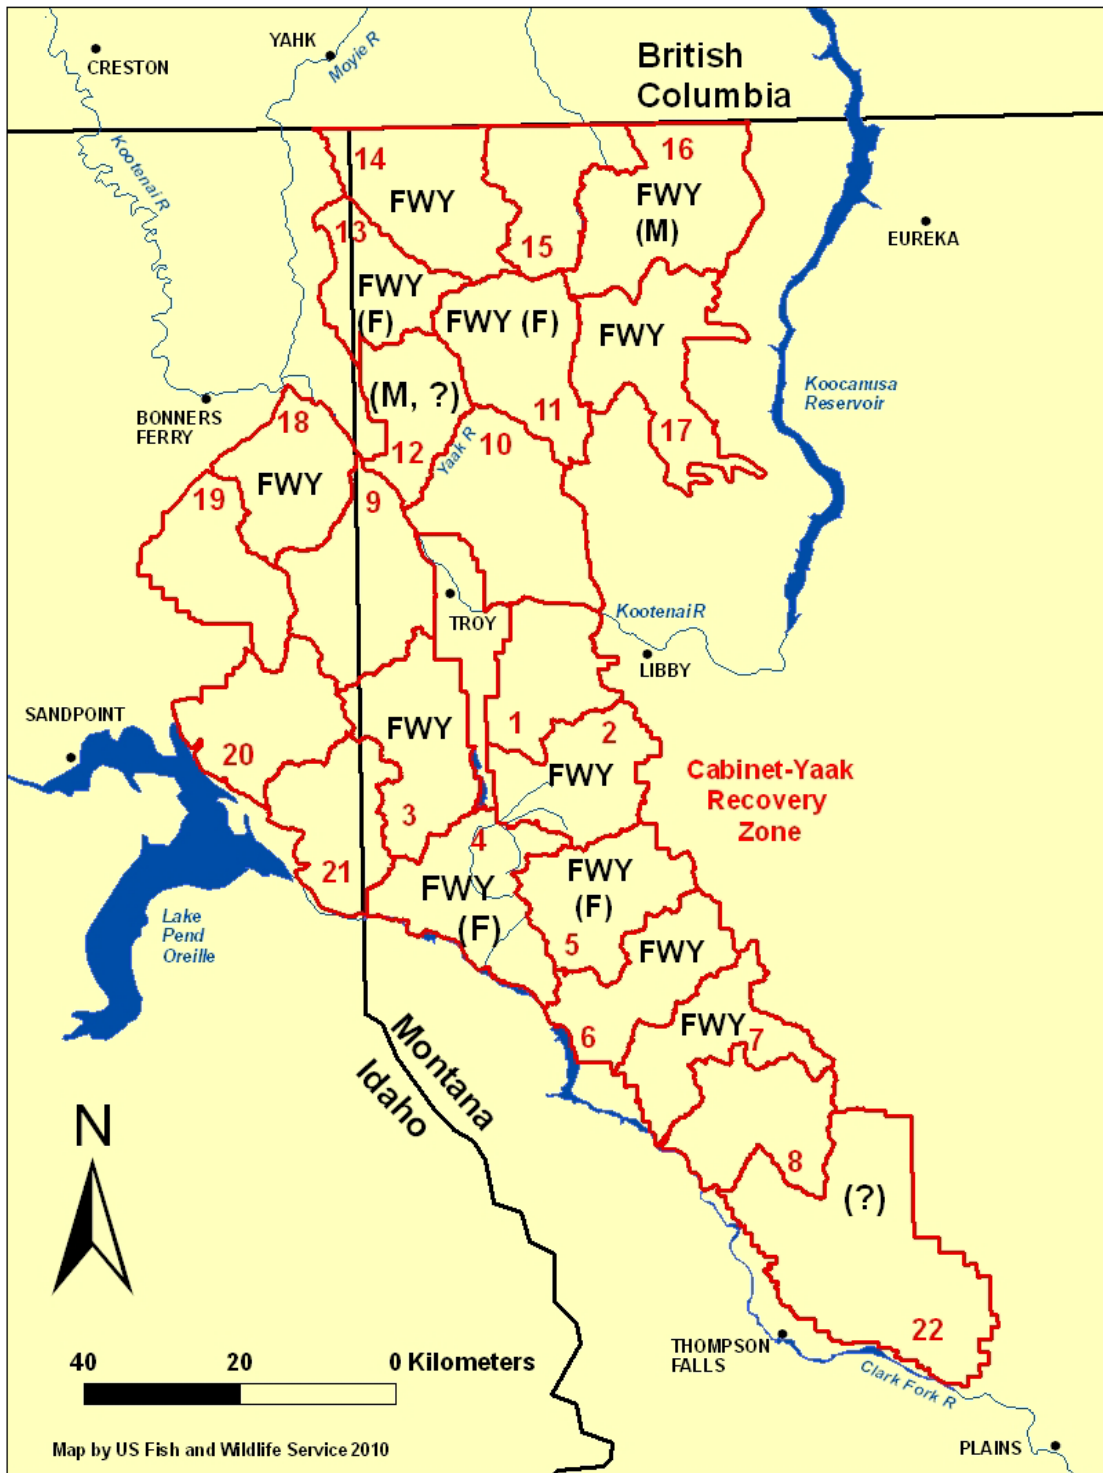 YAHK
CRESTON
Moyie R
British
Columbia
Kootenai R
14
16
FWY
FWY
(M)
13
15
EUREKA
FWY
(F)
FWY (F)
FWY
(M, ?)
Koocanusa
Reservoir
BONNERS
FERRY
18
12
Yaak R
10
11
17
FWY
19
9
TROY
Kootenai R
LIBBY
SANDPOINT
FWY
1
2
20
FWY
Cabinet-Yaak
Recovery
Zone
3
4
21
FWY
(F)
FWY
(F)
Lake
Pend
Oreille
5
FWY
6
FWY
7
Montana
Idaho
N
8
(?)
22
THOMPSON
FALLS
Clark Fork R
40 20 0 Kilometers
PLAINS
Map by US Fish and Wildlife Service 2010